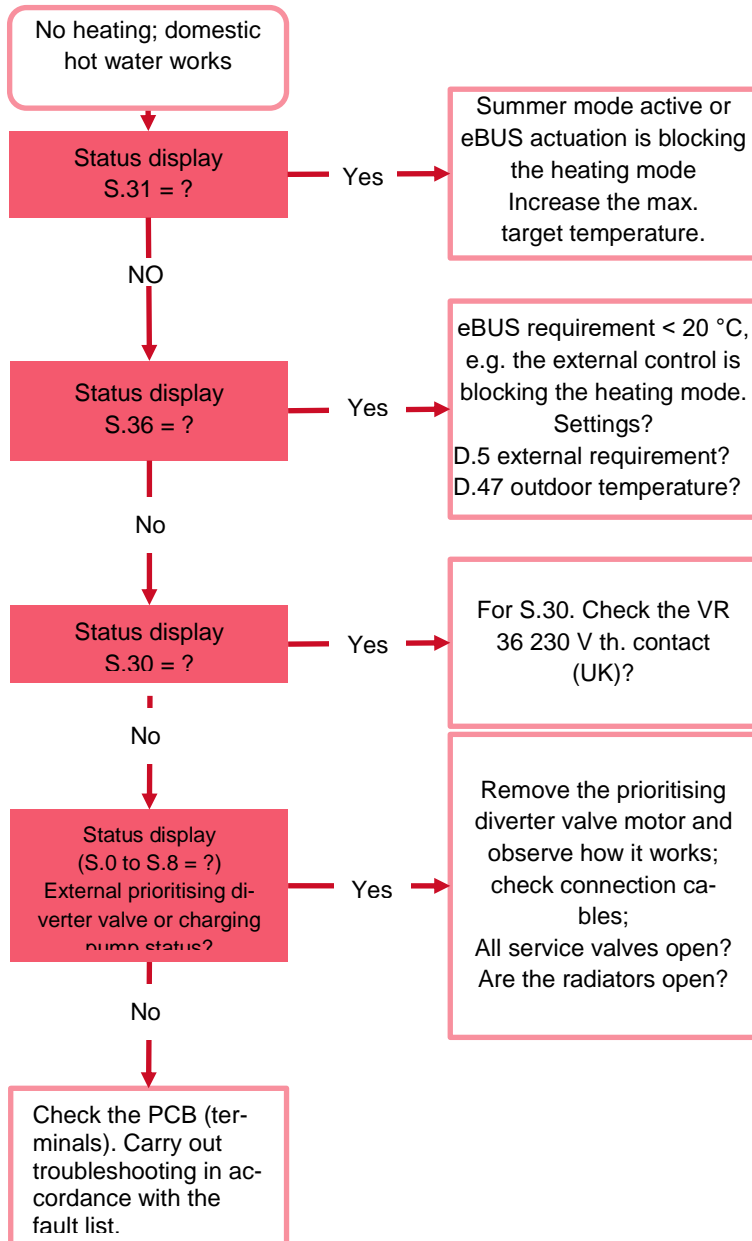 No heating; domestic
hot water works
Status display
S.31 = ?
Yes
Summer mode active or
eBUS actuation is blocking
the heating mode
Increase the max.
target temperature.
NO
Status display
S.36 = ?
Yes
eBUS requirement < 20 °C,
e.g. the external control is
blocking the heating mode.
Settings?
D.5 external requirement?
D.47 outdoor temperature?
No
Status display
S.30 = ?
Yes
For S.30. Check the VR
36 230 V th. contact
(UK)?
No
Status display
(S.0 to S.8 = ?)
External prioritising di-
verter valve or charging
pump status?
Yes
Remove the prioritising
diverter valve motor and
observe how it works;
check connection ca-
bles;
All service valves open?
Are the radiators open?
No
Check the PCB (ter-
minals). Carry out
troubleshooting in ac-
cordance with the
fault list.